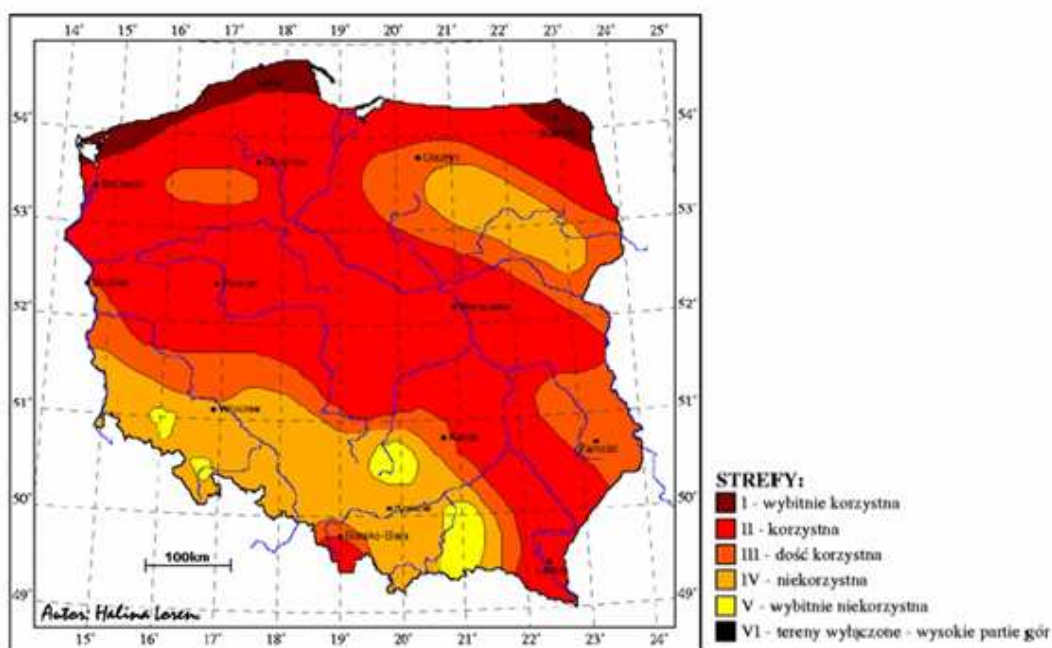 14° 15° 16° 17° 18° 19° 20° 21° 22° 23° 24° 25°
54° 54°
Olsztyn
53° 53°
Poznań
Warszawa
52° 52°
51° Wrocław 51°
Kielce
Zamość
50° Kraków 50°
Bielsko-Biała
100km
49° 49°
Autor: Halina Lorenc
15° 16° 17° 18° 19° 20° 21° 22° 23° 24°
STREFY:
I - wybitnie korzystna
II - korzystna
III - dość korzystna
IV - niekorzystna
V - wybitnie niekorzystna
VI - tereny wyłączone - wysokie partie gór